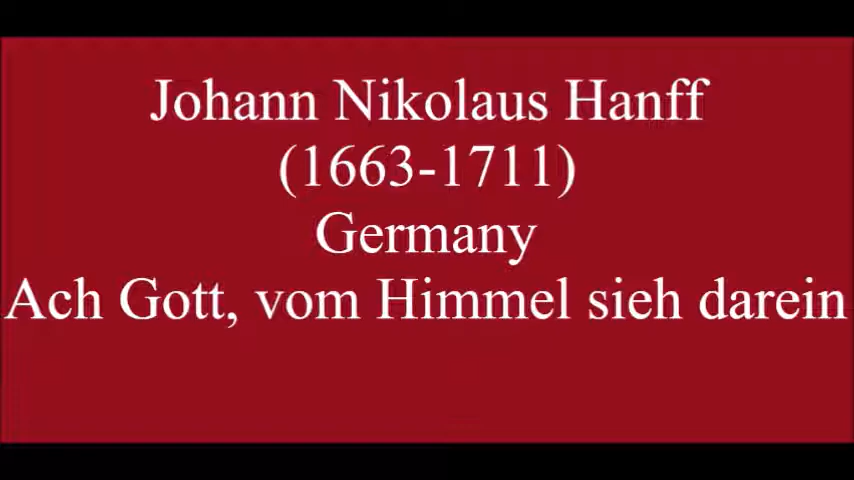 Johann Nikolaus Hanff
(1663-1711)
Germany
Ach Gott, vom Himmel sieh darein